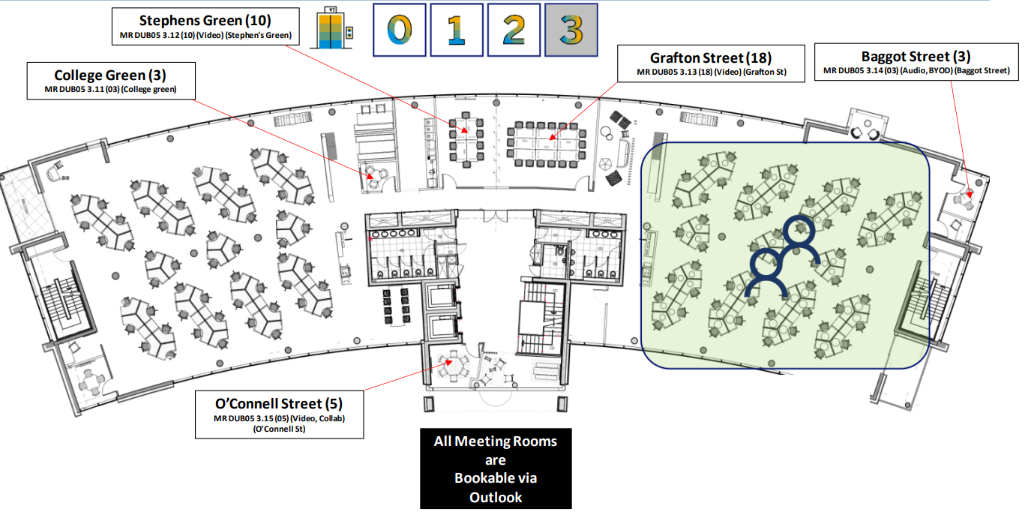 Stephens Green (10)
MR DUB05 3.12 (10) (Video) (Stephen's Green)
0 1 2 3
College Green (3)
MR DUB05 3.11 (03) (College green)
Grafton Street (18)
MR DUB05 3.13 (18) (Video) (Grafton St)
Baggot Street (3)
MR DUB05 3.14 (03) (Audio, BYOD) (Baggot Street)
O'Connell Street (5)
MR DUB05 3.15 (05) (Video, Collab)
(O'Connell St)
All Meeting Rooms
are
Bookable via
Outlook